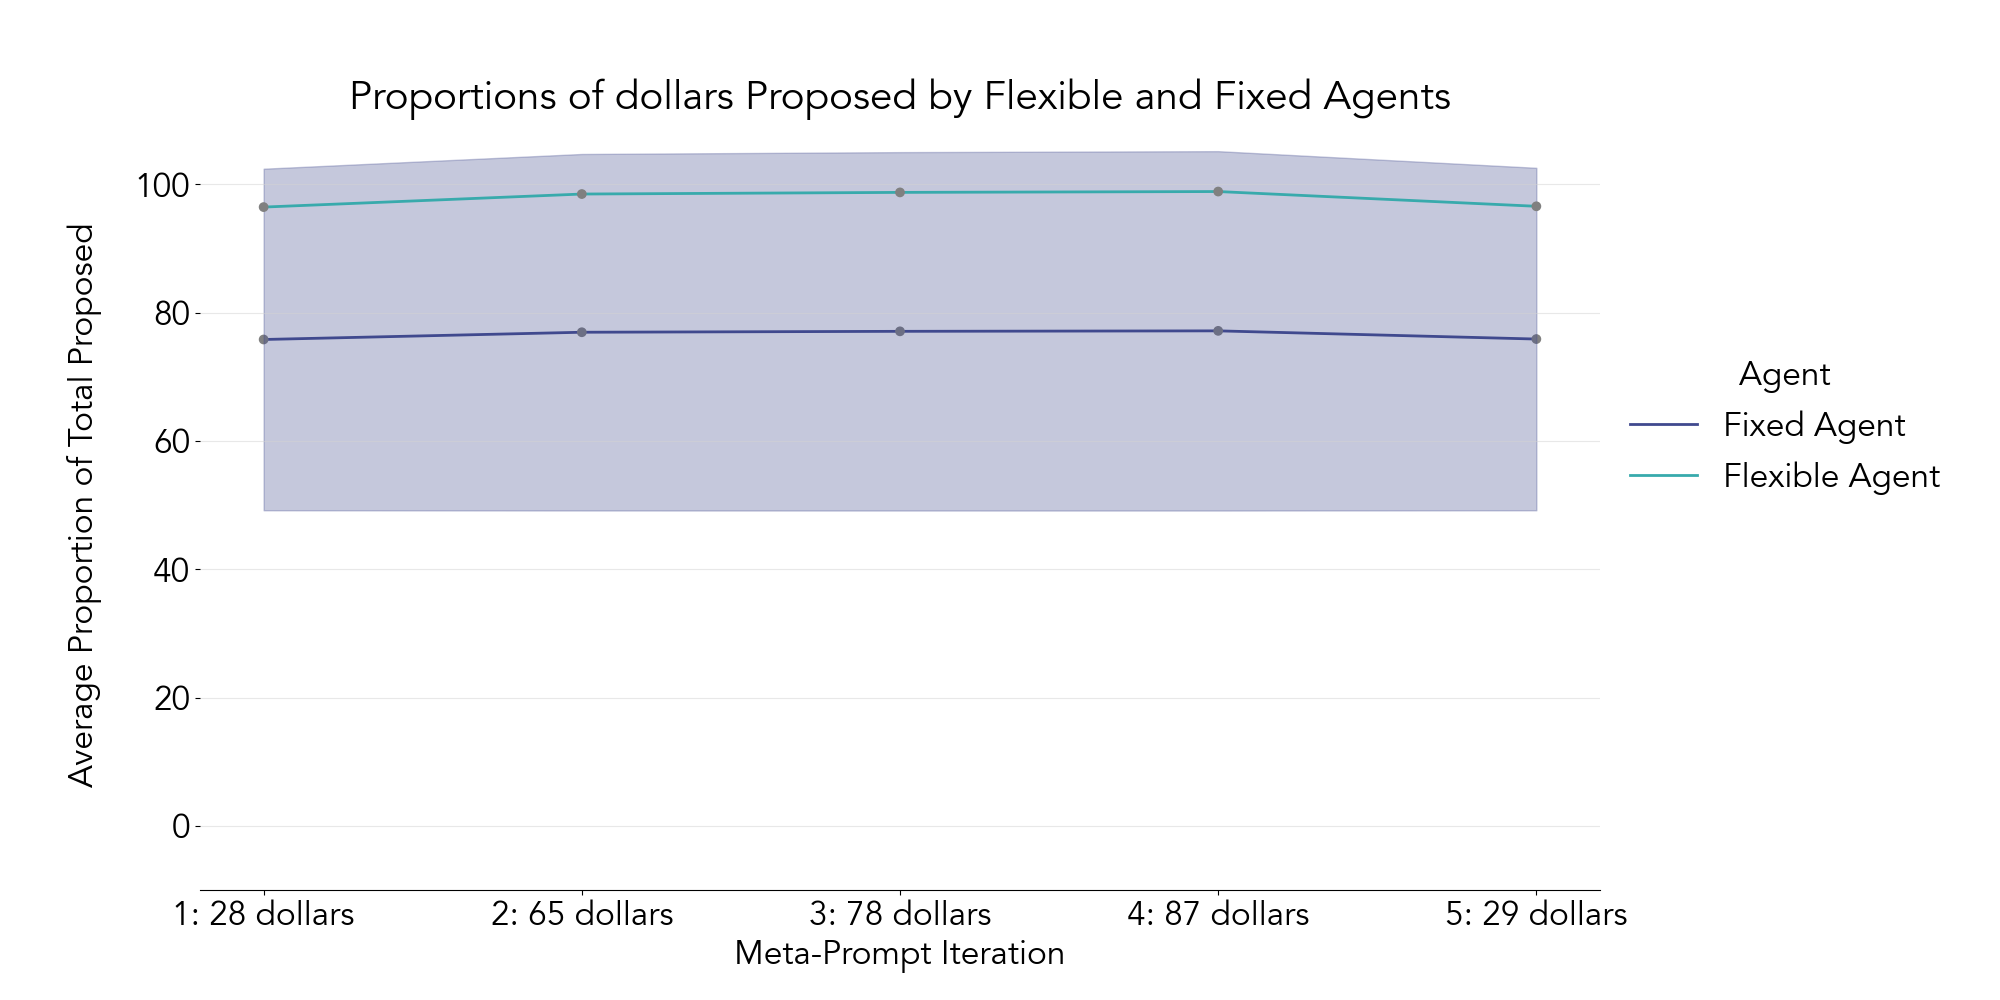 Proportions of dollars Proposed by Flexible and Fixed Agents
Average Proportion of Total Proposed
100
80
60
40
20
0
1: 28 dollars
2: 65 dollars
3: 78 dollars
4: 87 dollars
5: 29 dollars
Meta-Prompt Iteration
Agent
Fixed Agent
Flexible Agent